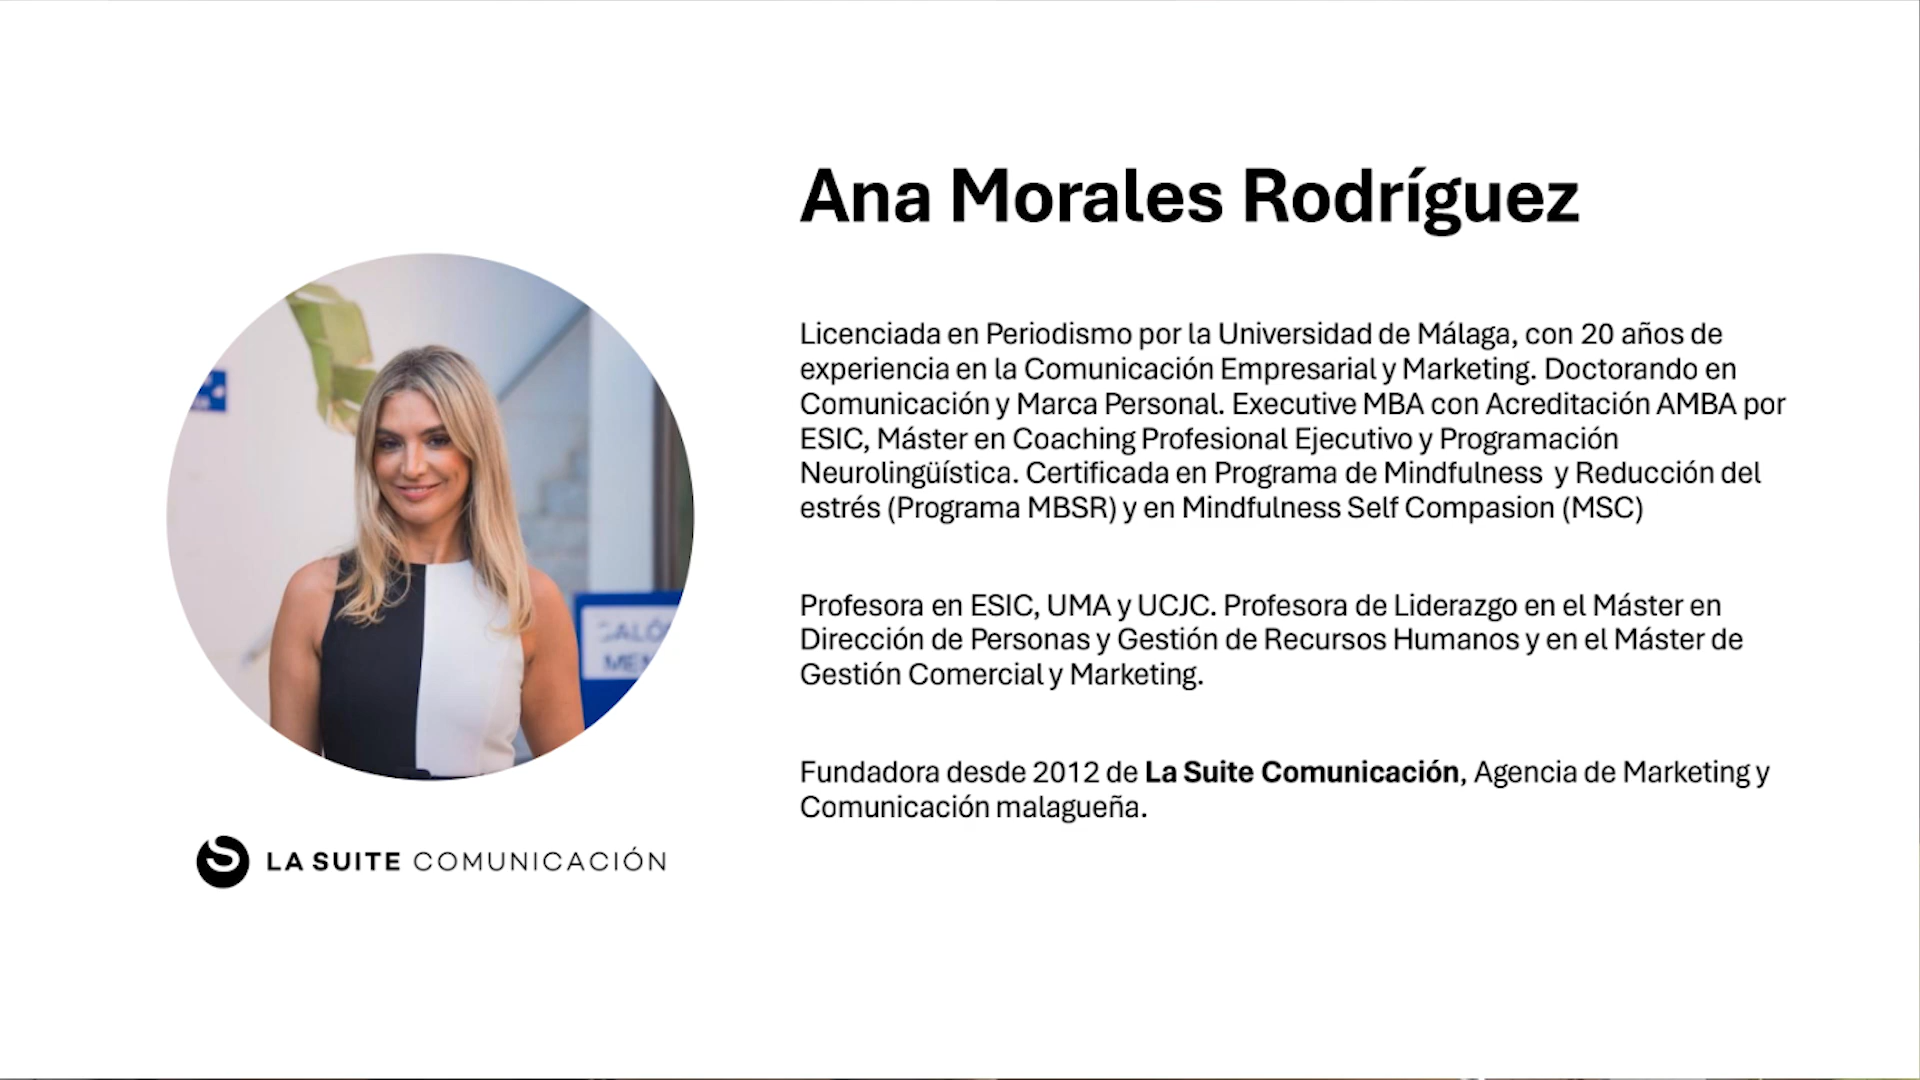 Ana Morales Rodríguez
Licenciada en Periodismo por la Universidad de Málaga, con 20 años de
experiencia en la Comunicación Empresarial y Marketing. Doctorando en
Comunicación y Marca Personal. Executive MBA con Acreditación AMBA por
ESIC, Máster en Coaching Profesional Ejecutivo y Programación
Neurolingüística. Certificada en Programa de Mindfulness y Reducción del
estrés (Programa MBSR) y en Mindfulness Self Compasion (MSC)
Profesora en ESIC, UMA y UCJC. Profesora de Liderazgo en el Máster en
Dirección de Personas y Gestión de Recursos Humanos y en el Máster de
Gestión Comercial y Marketing.
Fundadora desde 2012 de La Suite Comunicación, Agencia de Marketing y
Comunicación malagueña.
LA SUITE COMUNICACIÓN